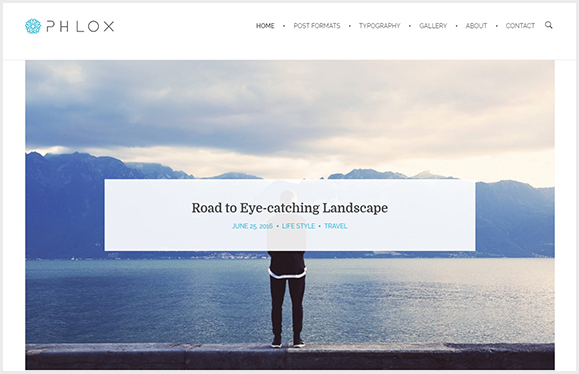 PHLOX
HOME • POST FORMATS • TYPOGRAPHY • GALLERY • ABOUT • CONTACT
Road to Eye-catching Landscape
JUNE 25, 2016 • LIFE STYLE • TRAVEL